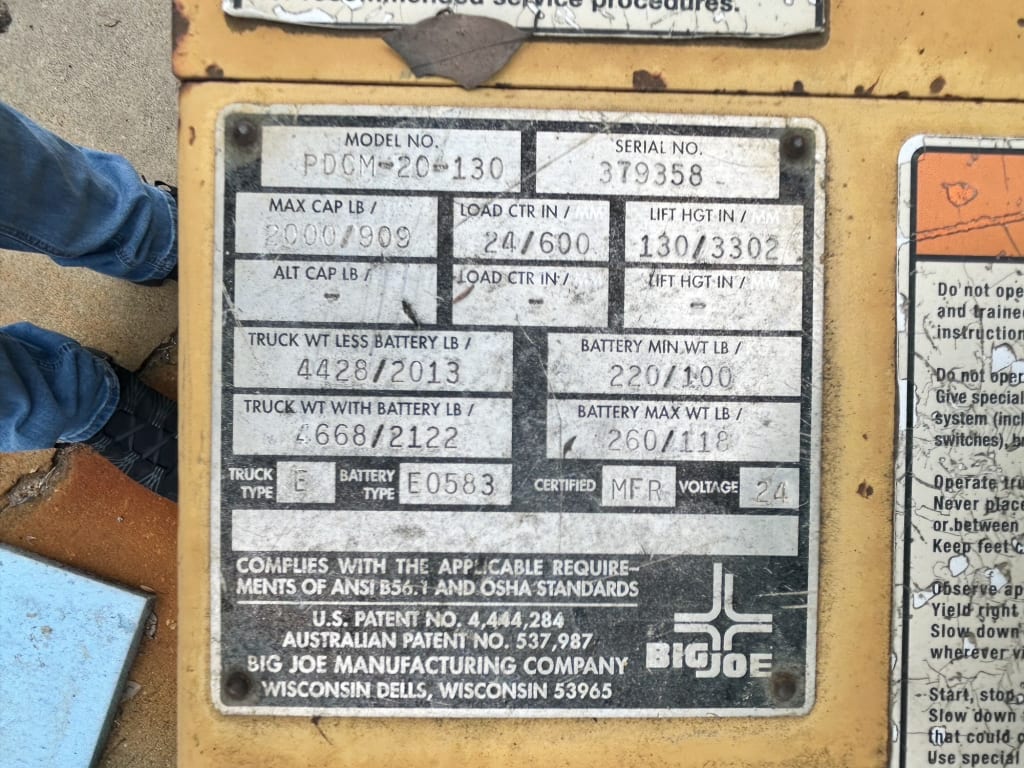 recommended service procedures.
MODEL NO.
PDCM-20-130
SERIAL NO.
379358
MAX CAP LB /
2000/909
LOAD CTR IN / MM
24/600
LIFT HGT IN / MM
130/3302
ALT CAP LB /
-
LOAD CTR IN / MM
-
LIFT HGT IN / MM
-
TRUCK WT LESS BATTERY LB /
4428/2013
BATTERY MIN WT LB /
220/100
TRUCK WT WITH BATTERY LB /
4668/2122
BATTERY MAX WT LB /
260/118
TRUCK TYPE E
BATTERY TYPE E0583
CERTIFIED MFR
VOLTAGE 24
COMPLIES WITH THE APPLICABLE REQUIRE-
MENTS OF ANSI B56.1 AND OSHA STANDARDS
U.S. PATENT NO. 4,444,284
AUSTRALIAN PATENT NO. 537,987
BIG JOE MANUFACTURING COMPANY
WISCONSIN DELLS, WISCONSIN 53965
BIG JOE
Do not ope
and traine
instruction
Do not oper
Give special
system (incl
switches), b
Operate tru
Never place
or between
Keep feet c
Observe ap
Yield right
Slow down
wherever vi
Start, stop
Slow down
that could c
Use special